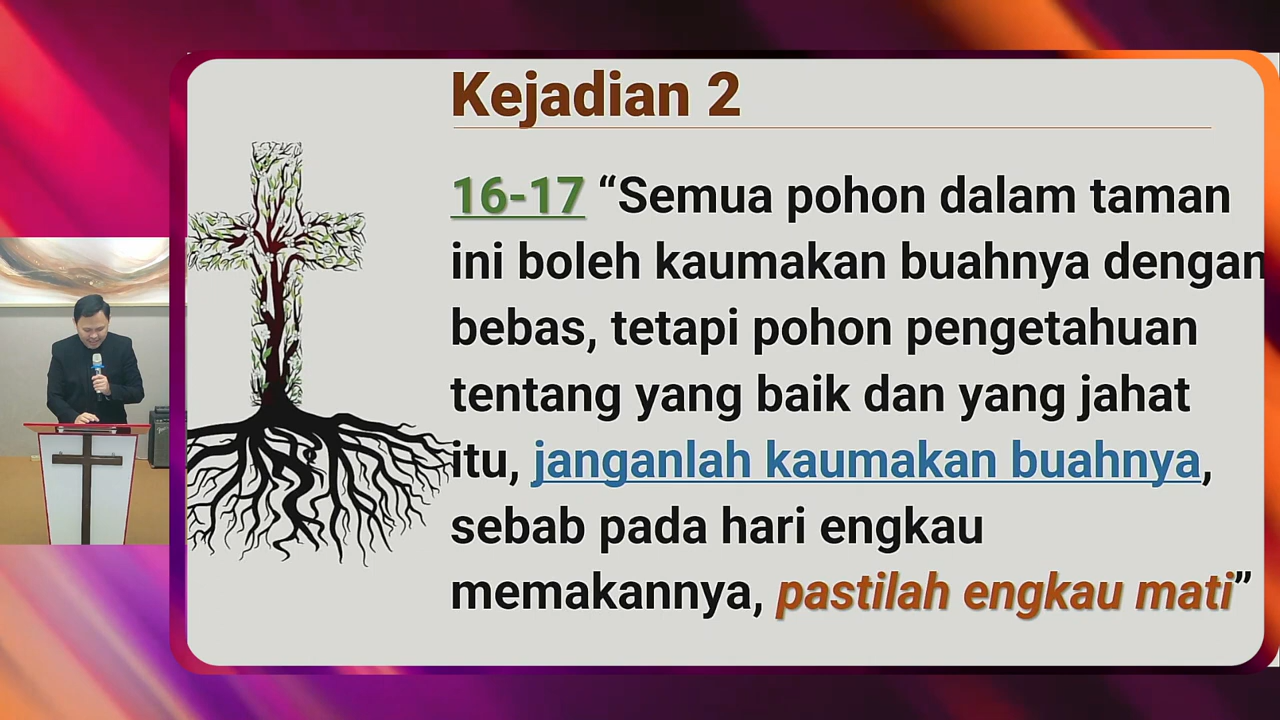 Kejadian 2
16-17 “Semua pohon dalam taman
ini boleh kaumakan buahnya dengan
bebas, tetapi pohon pengetahuan
tentang yang baik dan yang jahat
itu, janganlah kaumakan buahnya,
sebab pada hari engkau
memakannya, pastilah engkau mati”